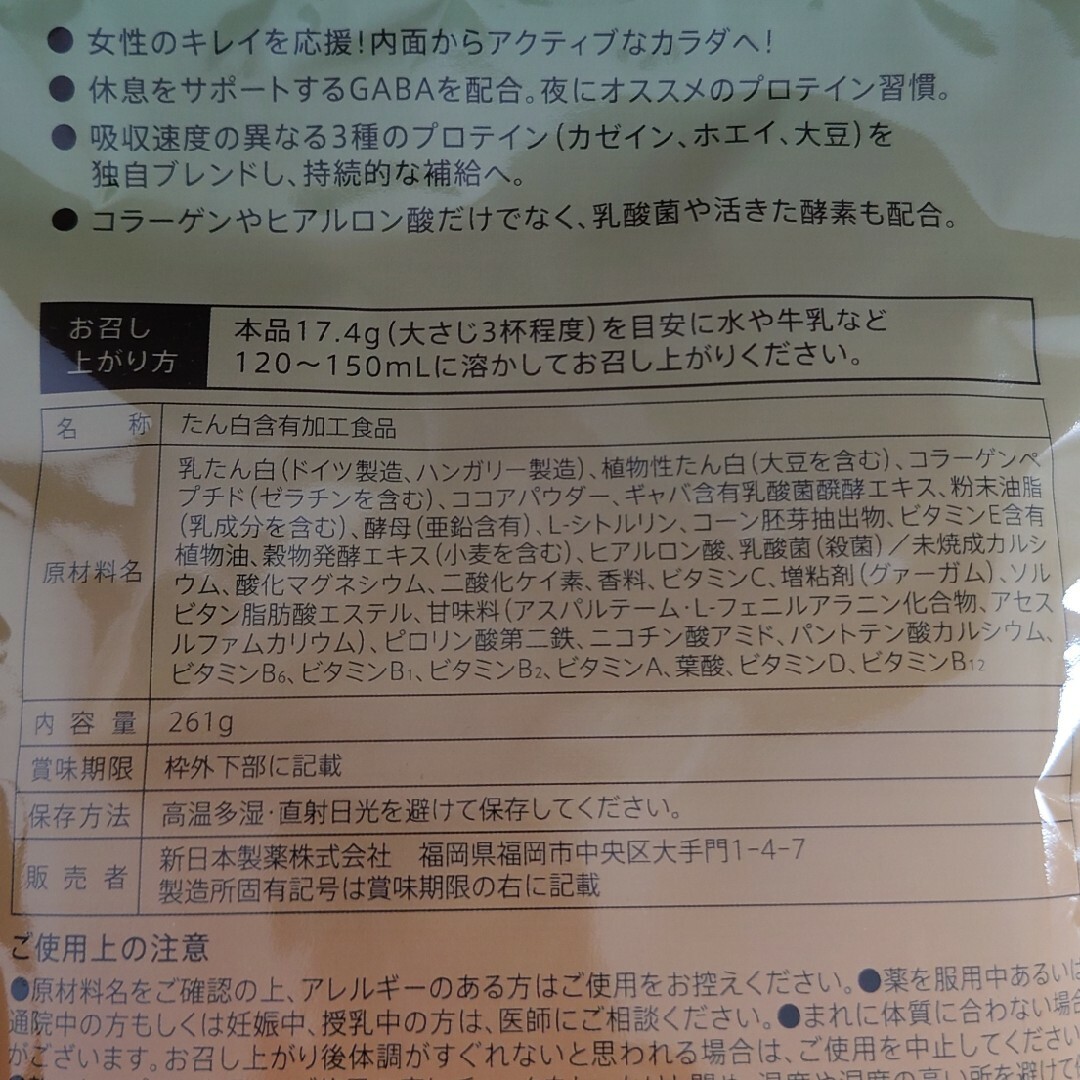 ● 女性のキレイを応援!内面からアクティブなカラダへ!
● 休息をサポートするGABAを配合。夜にオススメのプロテイン習慣。
● 吸収速度の異なる3種のプロテイン(カゼイン、ホエイ、大豆)を
独自ブレンドし、持続的な補給へ。
● コラーゲンやヒアルロン酸だけでなく、乳酸菌や活きた酵素も配合。
お召し
上がり方
本品17.4g(大さじ3杯程度)を目安に水や牛乳など
120〜150mLに溶かしてお召し上がりください。
名 称
たん白含有加工食品
原材料名
乳たん白(ドイツ製造、ハンガリー製造)、植物性たん白(大豆を含む)、コラーゲンペ
プチド(ゼラチンを含む)、ココアパウダー、ギャバ含有乳酸菌醗酵エキス、粉末油脂
(乳成分を含む)、酵母(亜鉛含有)、L-シトルリン、コーン胚芽抽出物、ビタミンE含有
植物油、穀物発酵エキス(小麦を含む)、ヒアルロン酸、乳酸菌(殺菌)/未焼成カルシ
ウム、酸化マグネシウム、二酸化ケイ素、香料、ビタミンC、増粘剤(グァーガム)、ソル
ビタン脂肪酸エステル、甘味料(アスパルテーム・L-フェニルアラニン化合物、アセス
ルファムカリウム)、ピロリン酸第二鉄、ニコチン酸アミド、パントテン酸カルシウム、
ビタミンB₆、ビタミンB₁、ビタミンB₂、ビタミンA、葉酸、ビタミンD、ビタミンB₁₂
内 容 量
261g
賞味期限
枠外下部に記載
保存方法
高温多湿・直射日光を避けて保存してください。
販 売 者
新日本製薬株式会社 福岡県福岡市中央区大手門1-4-7
製造所固有記号は賞味期限の右に記載
ご使用上の注意
●原材料名をご確認の上、アレルギーのある方はご使用をお控えください。●薬を服用中あるいは
通院中の方もしくは妊娠中、授乳中の方は、医師にご相談ください。●まれに体質に合わない場合
がございます。お召し上がり後体調がすぐれないと思われる場合は、ご使用を中止してください